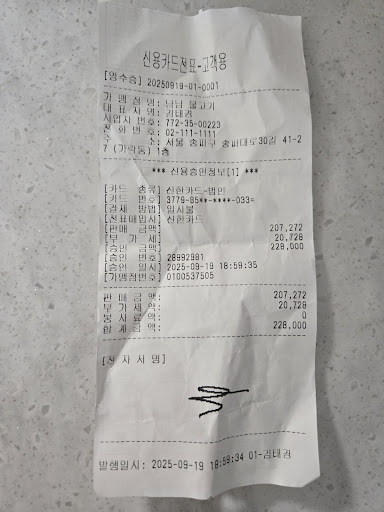 신용카드전표-고객용
[영수증] 20250919-01-0001
가 맹 점 명: 남님 물고기
대 표 자 명: 김태겸
사업자 번호: 772-35-00223
전 화 번 호: 02-111-1111
주 소: 서울 송파구 송파대로30길 41-2
7 (가락동) 1층
*** 신용승인정보[1] ***
[카드 종류] 신한카드-법인
[카드 번호] 3779-85**-****-033=
[결제 방법] 일시불
[전표매입사] 신한카드
[판매 금액] 207,272
[부 가 세] 20,728
[승인 금액] 228,000
[승인 번호] 28992981
[승인 일시] 2025-09-19 18:59:35
[가맹점번호] 0100537505
판 매 금 액: 207,272
부 가 세 액: 20,728
봉 사 료 액: 0
합 계 금 액: 228,000
[전 자 서 명]
발행일시: 2025-09-19 18:59:34 01-김태겸